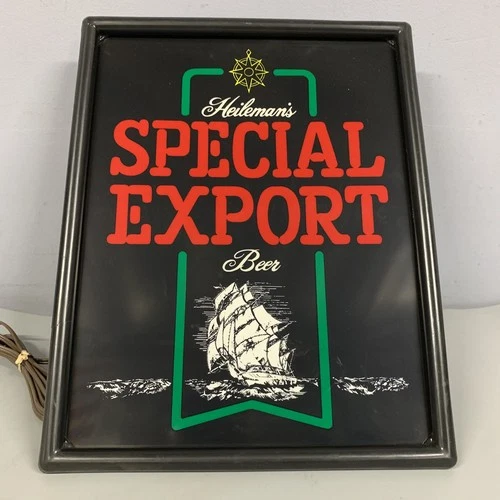 Heileman's
SPECIAL
EXPORT
Beer